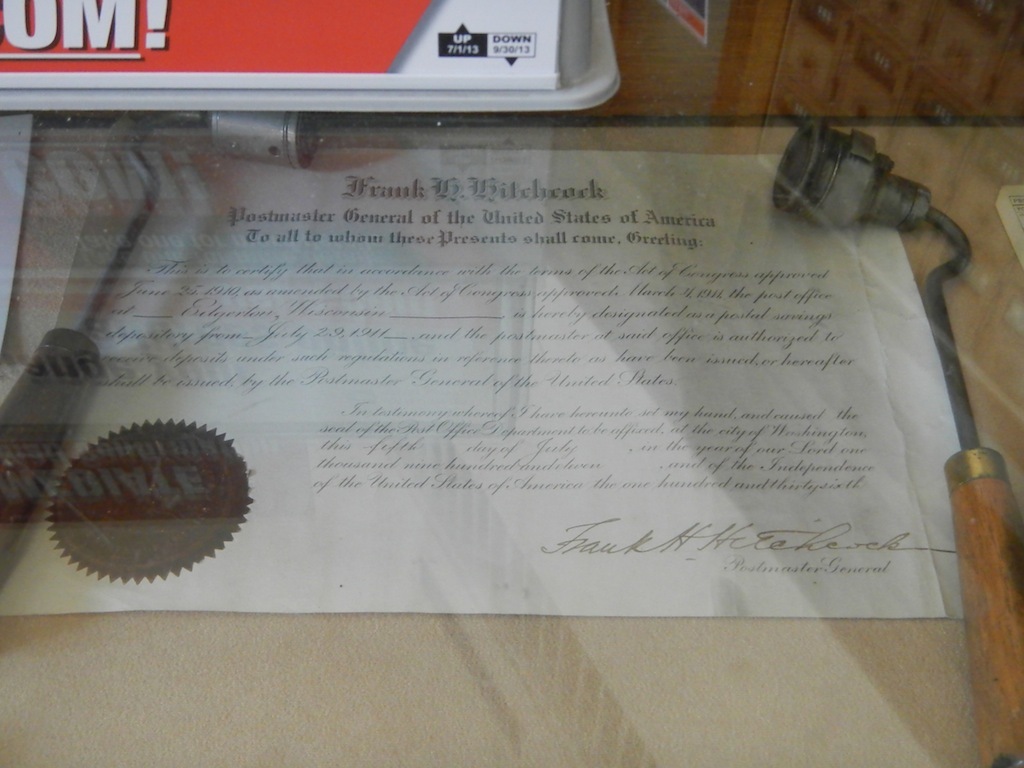 OM!
UP DOWN
7/1/13 9/30/13
Frank H. Hitchcock
Postmaster General of the United States of America
To all to whom these Presents shall come, Greeting:
This is to certify that in accordance with the terms of the Act of Congress approved
June 25, 1910, as amended by the Act of Congress approved March 4, 1911, the post office
at Edgerton, Wisconsin is hereby designated as a postal savings
depository from July 29, 1911 and the postmaster at said office is authorized to
receive deposits under such regulations in reference thereto as have been issued, or hereafter
shall be issued, by the Postmaster General of the United States.
In testimony whereof I have hereunto set my hand, and caused the
seal of the Post Office Department to be affixed, at the city of Washington,
this fifth day of July, in the year of our Lord one
thousand nine hundred and eleven, and of the Independence
of the United States of America the one hundred and thirty sixth
Frank H Hitchcock
Postmaster General